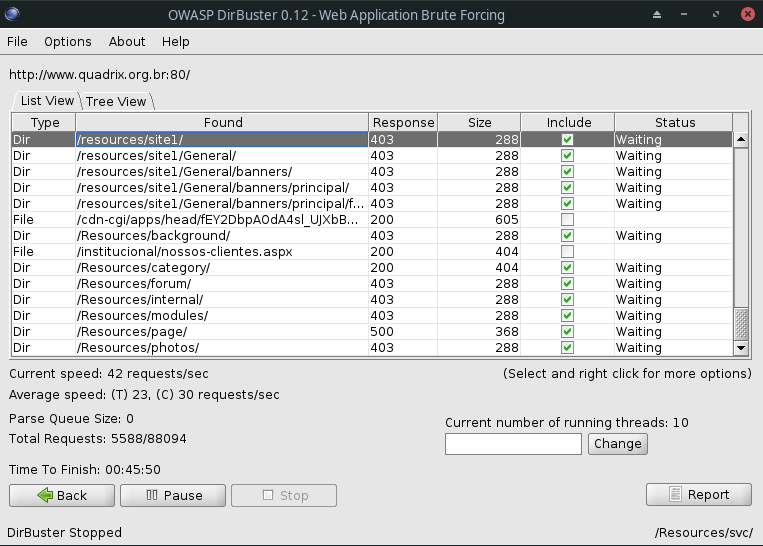 OWASP DirBuster 0.12 - Web Application Brute Forcing
File Options About Help
http://www.quadrix.org.br:80/
List View Tree View
Type Found Response Size Include Status
Dir /resources/site1/ 403 288 Waiting
Dir /resources/site1/General/ 403 288 Waiting
Dir /resources/site1/General/banners/ 403 288 Waiting
Dir /resources/site1/General/banners/principal/ 403 288 Waiting
Dir /resources/site1/General/banners/principal/f... 403 288 Waiting
File /cdn-cgi/apps/head/fEY2DbpAOdA4sl_UJXbB... 200 605
Dir /Resources/background/ 403 288 Waiting
File /institucional/nossos-clientes.aspx 200 404
Dir /Resources/category/ 200 404 Waiting
Dir /Resources/forum/ 403 288 Waiting
Dir /Resources/internal/ 403 288 Waiting
Dir /Resources/modules/ 403 288 Waiting
Dir /Resources/page/ 500 368 Waiting
Dir /Resources/photos/ 403 288 Waiting
Current speed: 42 requests/sec (Select and right click for more options)
Average speed: (T) 23, (C) 30 requests/sec
Parse Queue Size: 0 Current number of running threads: 10
Total Requests: 5588/88094
Change
Time To Finish: 00:45:50
Back Pause Stop Report
DirBuster Stopped /Resources/svc/